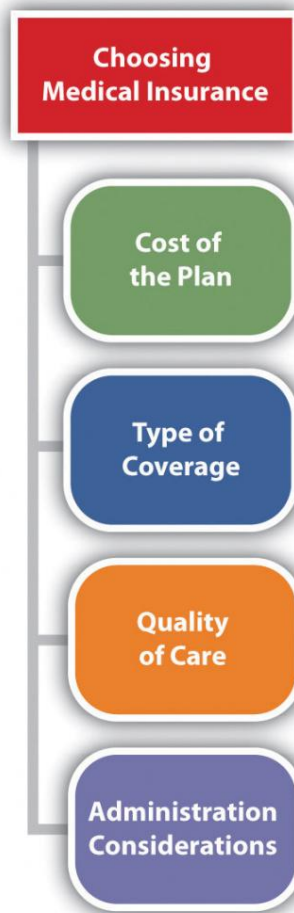 Choosing
Medical Insurance
Cost of
the Plan
Type of
Coverage
Quality
of Care
Administration
Considerations